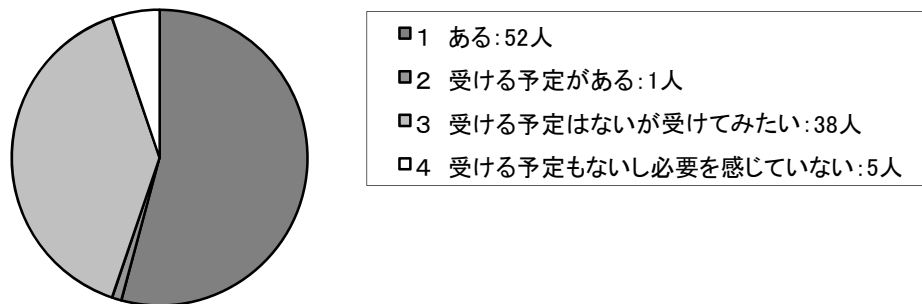 1 ある：52人
2 受ける予定がある：1人
3 受ける予定はないが受けてみたい：38人
4 受ける予定もないし必要を感じていない：5人